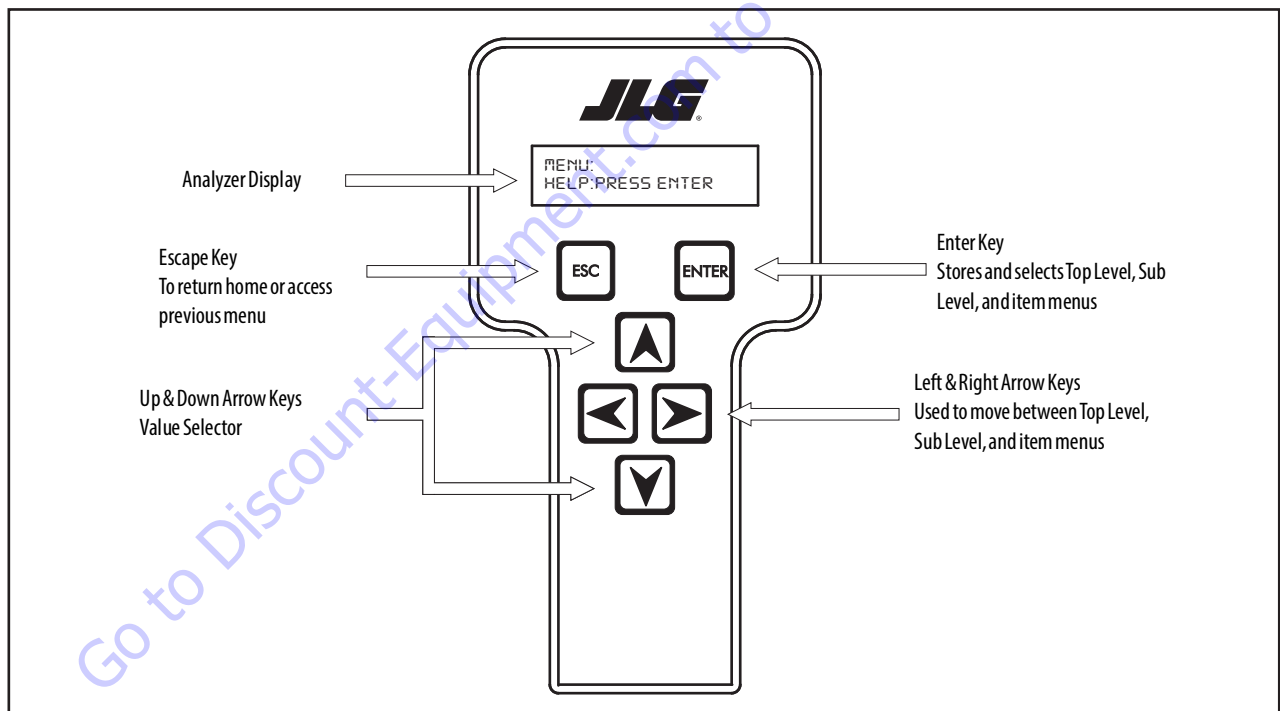 JLG®
MENU:
HELP:PRESS ENTER
Analyzer Display
Escape Key
To return home or access
previous menu
ESC
ENTER
Enter Key
Stores and selects Top Level, Sub
Level, and item menus
Up & Down Arrow Keys
Value Selector
Left & Right Arrow Keys
Used to move between Top Level,
Sub Level, and item menus
Go to Discount-Equipment.com to